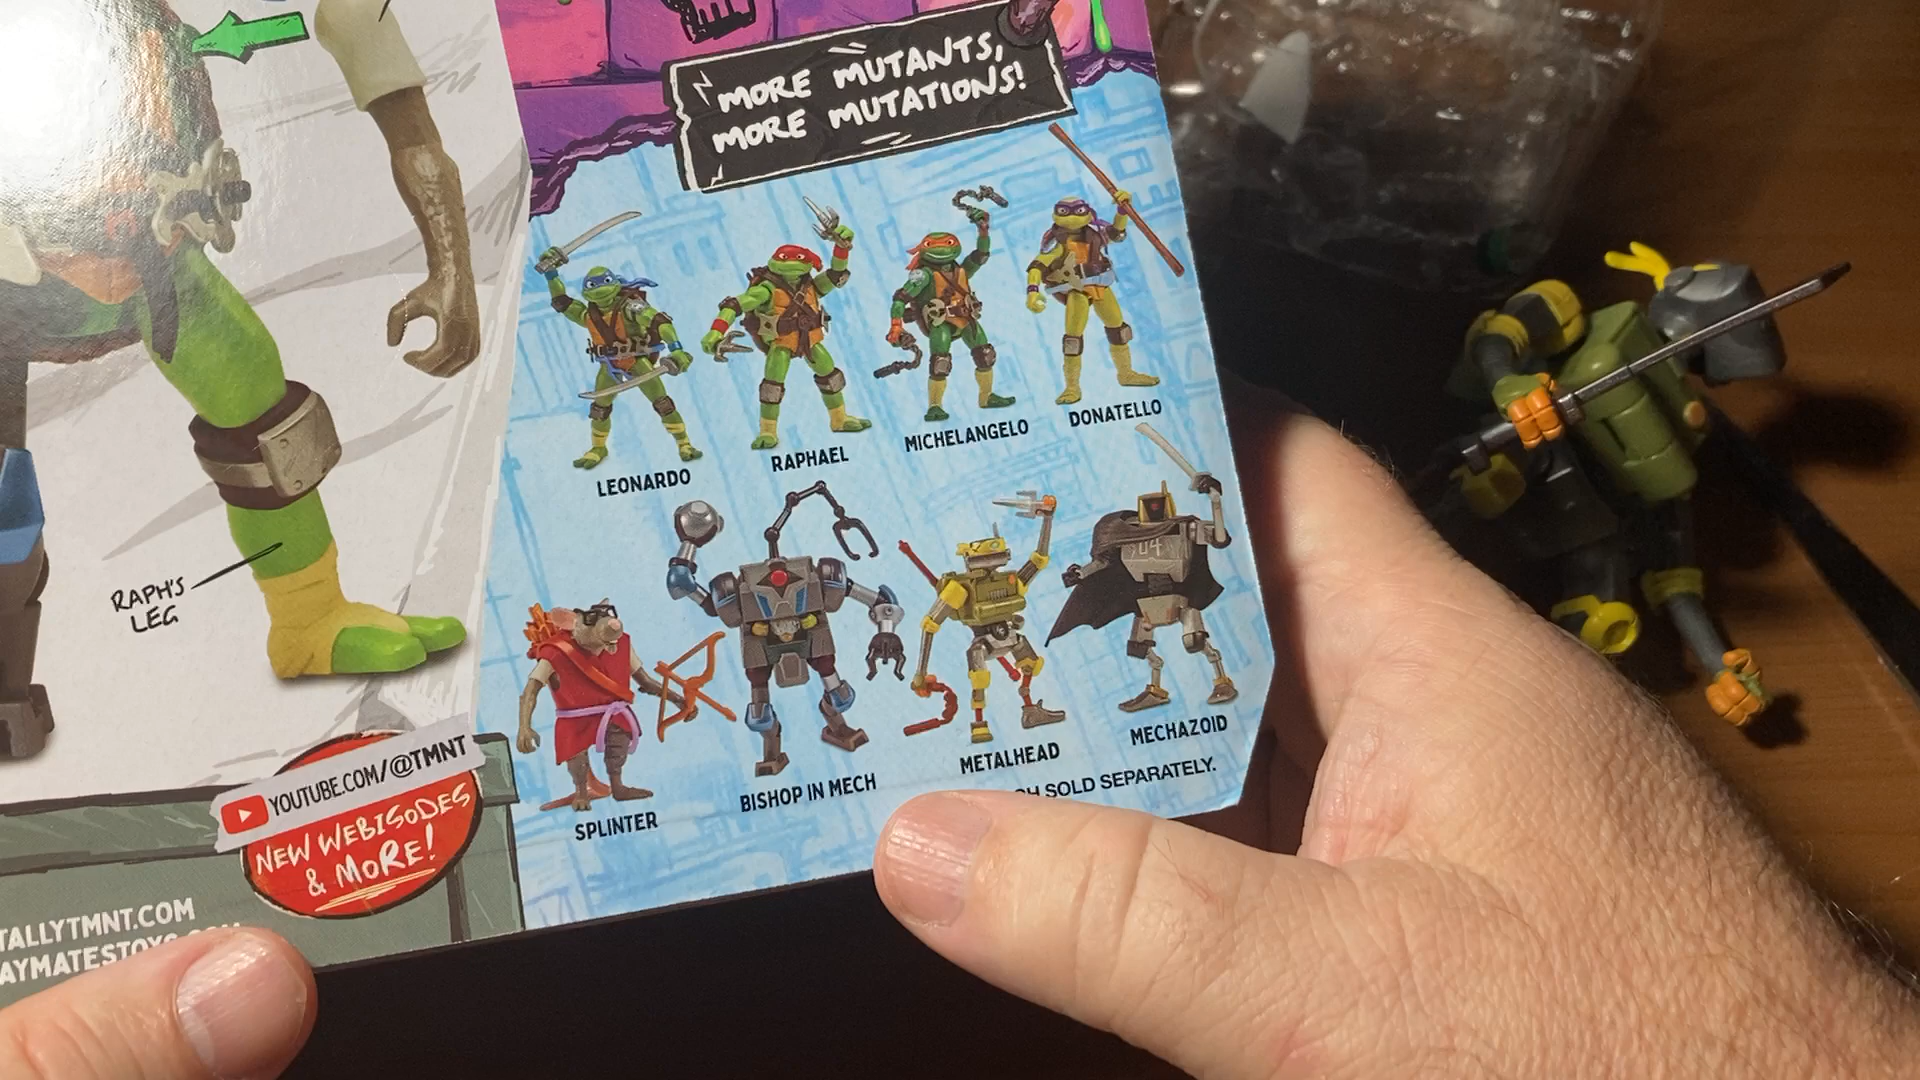 MORE MUTANTS,
MORE MUTATIONS!
LEONARDO
RAPHAEL
MICHELANGELO
DONATELLO
04
SPLINTER
BISHOP IN MECH
METALHEAD
MECHAZOID
SOLD SEPARATELY.
RAPH'S
LEG
YOUTUBE.COM/@TMNT
NEW WEBISODES
& MORE!
TALLYTMNT.COM